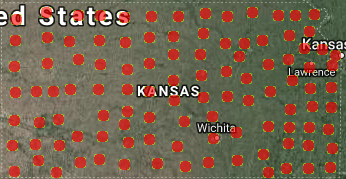 ed States
Kansas
Lawrence
KANSAS
Wichita